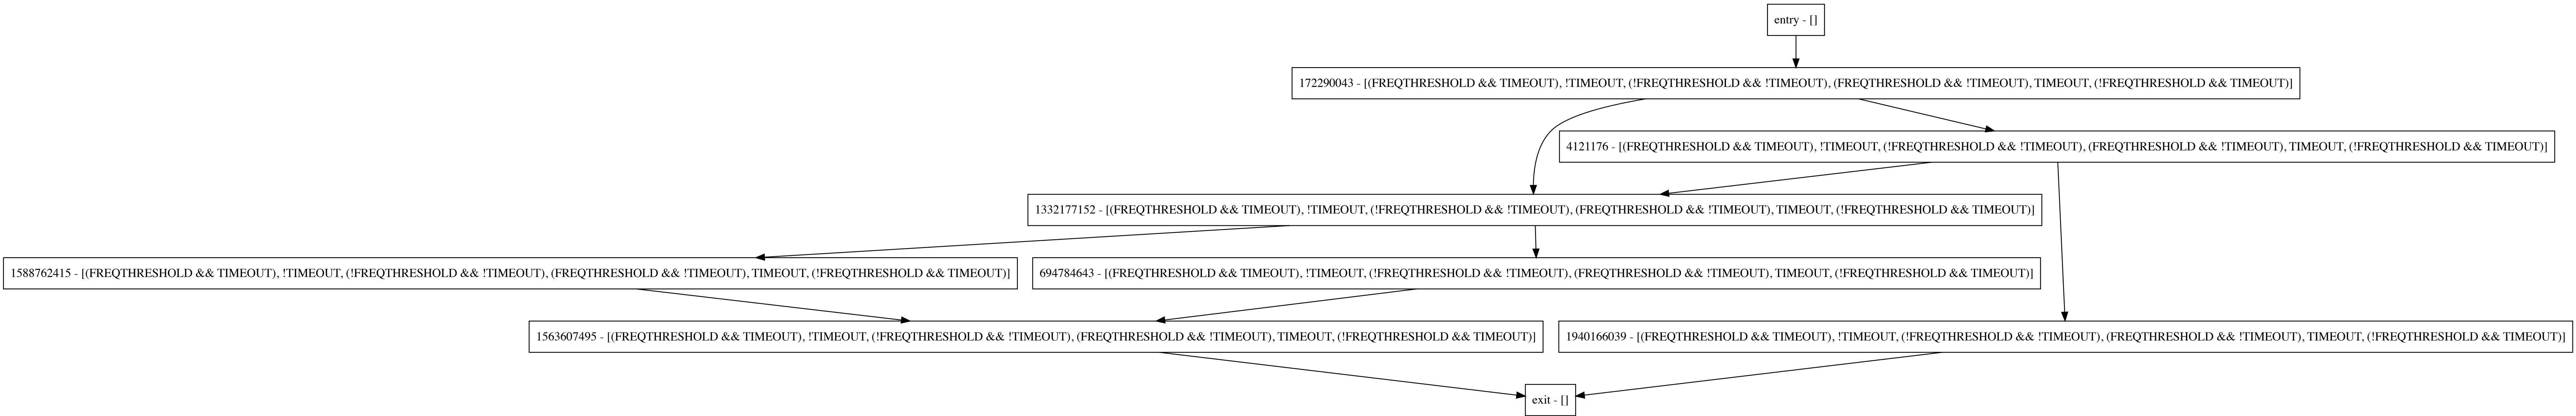 entry - []
172290043 - [(FREQTHRESHOLD && TIMEOUT), !TIMEOUT, (!FREQTHRESHOLD && !TIMEOUT), (FREQTHRESHOLD && !TIMEOUT), TIMEOUT, (!FREQTHRESHOLD && TIMEOUT)]
4121176 - [(FREQTHRESHOLD && TIMEOUT), !TIMEOUT, (!FREQTHRESHOLD && !TIMEOUT), (FREQTHRESHOLD && !TIMEOUT), TIMEOUT, (!FREQTHRESHOLD && TIMEOUT)]
1332177152 - [(FREQTHRESHOLD && TIMEOUT), !TIMEOUT, (!FREQTHRESHOLD && !TIMEOUT), (FREQTHRESHOLD && !TIMEOUT), TIMEOUT, (!FREQTHRESHOLD && TIMEOUT)]
1588762415 - [(FREQTHRESHOLD && TIMEOUT), !TIMEOUT, (!FREQTHRESHOLD && !TIMEOUT), (FREQTHRESHOLD && !TIMEOUT), TIMEOUT, (!FREQTHRESHOLD && TIMEOUT)]
694784643 - [(FREQTHRESHOLD && TIMEOUT), !TIMEOUT, (!FREQTHRESHOLD && !TIMEOUT), (FREQTHRESHOLD && !TIMEOUT), TIMEOUT, (!FREQTHRESHOLD && TIMEOUT)]
1563607495 - [(FREQTHRESHOLD && TIMEOUT), !TIMEOUT, (!FREQTHRESHOLD && !TIMEOUT), (FREQTHRESHOLD && !TIMEOUT), TIMEOUT, (!FREQTHRESHOLD && TIMEOUT)]
1940166039 - [(FREQTHRESHOLD && TIMEOUT), !TIMEOUT, (!FREQTHRESHOLD && !TIMEOUT), (FREQTHRESHOLD && !TIMEOUT), TIMEOUT, (!FREQTHRESHOLD && TIMEOUT)]
exit - []